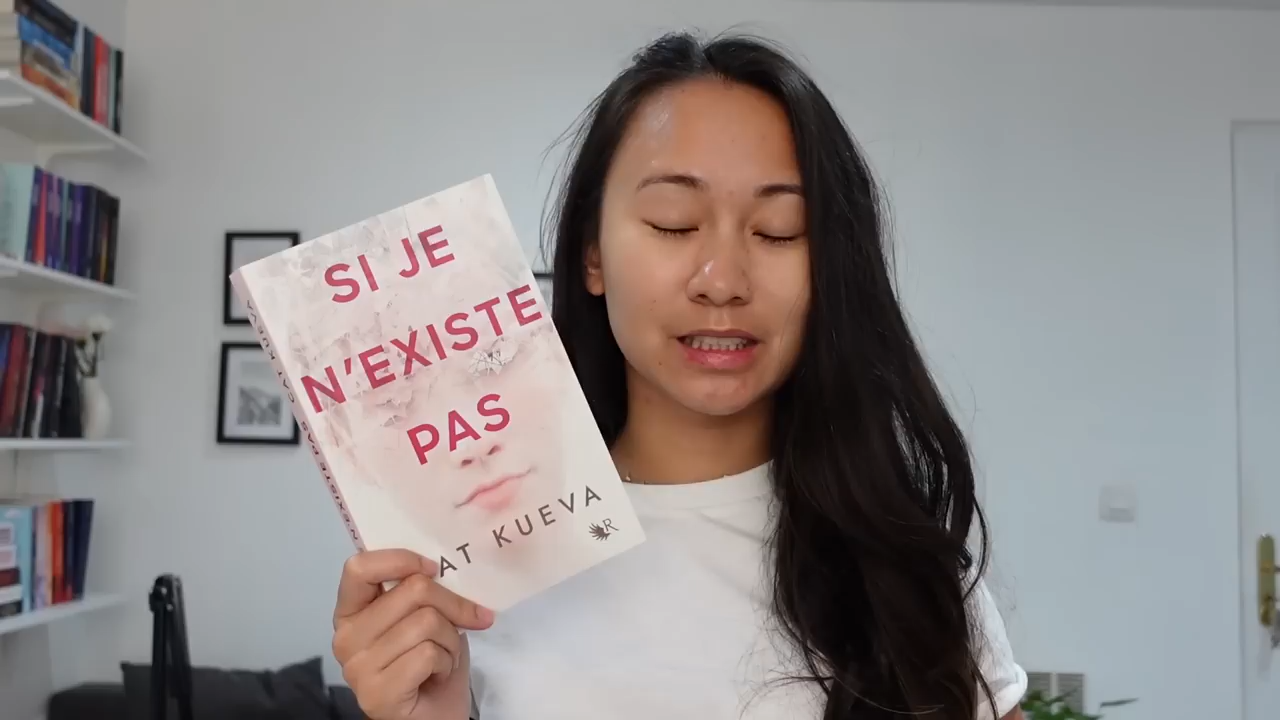 SI JE
N'EXISTE
PAS
AT KUEVA
R